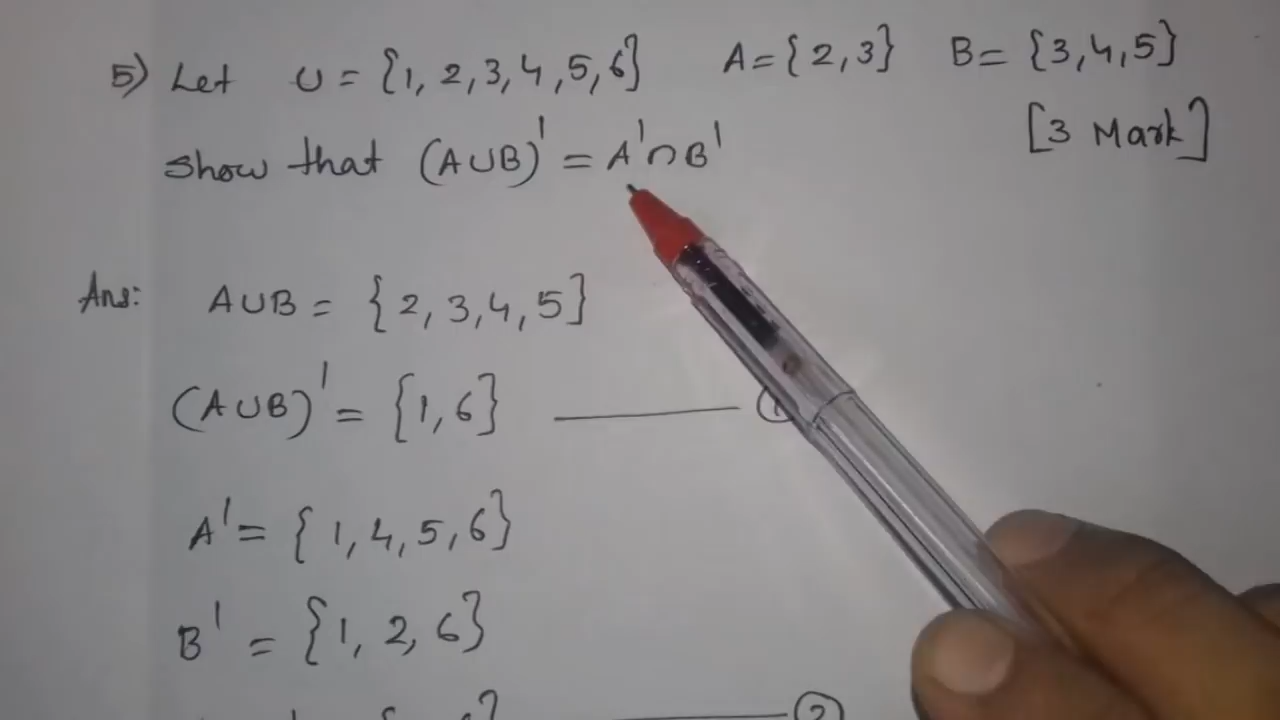 5) Let U = {1, 2, 3, 4, 5, 6} A = {2, 3} B = {3, 4, 5}
show that (A∪B)' = A'∩B' [3 Mark]
Ans: A∪B = {2, 3, 4, 5}
(A∪B)' = {1, 6}
A' = {1, 4, 5, 6}
B' = {1, 2, 6}
②